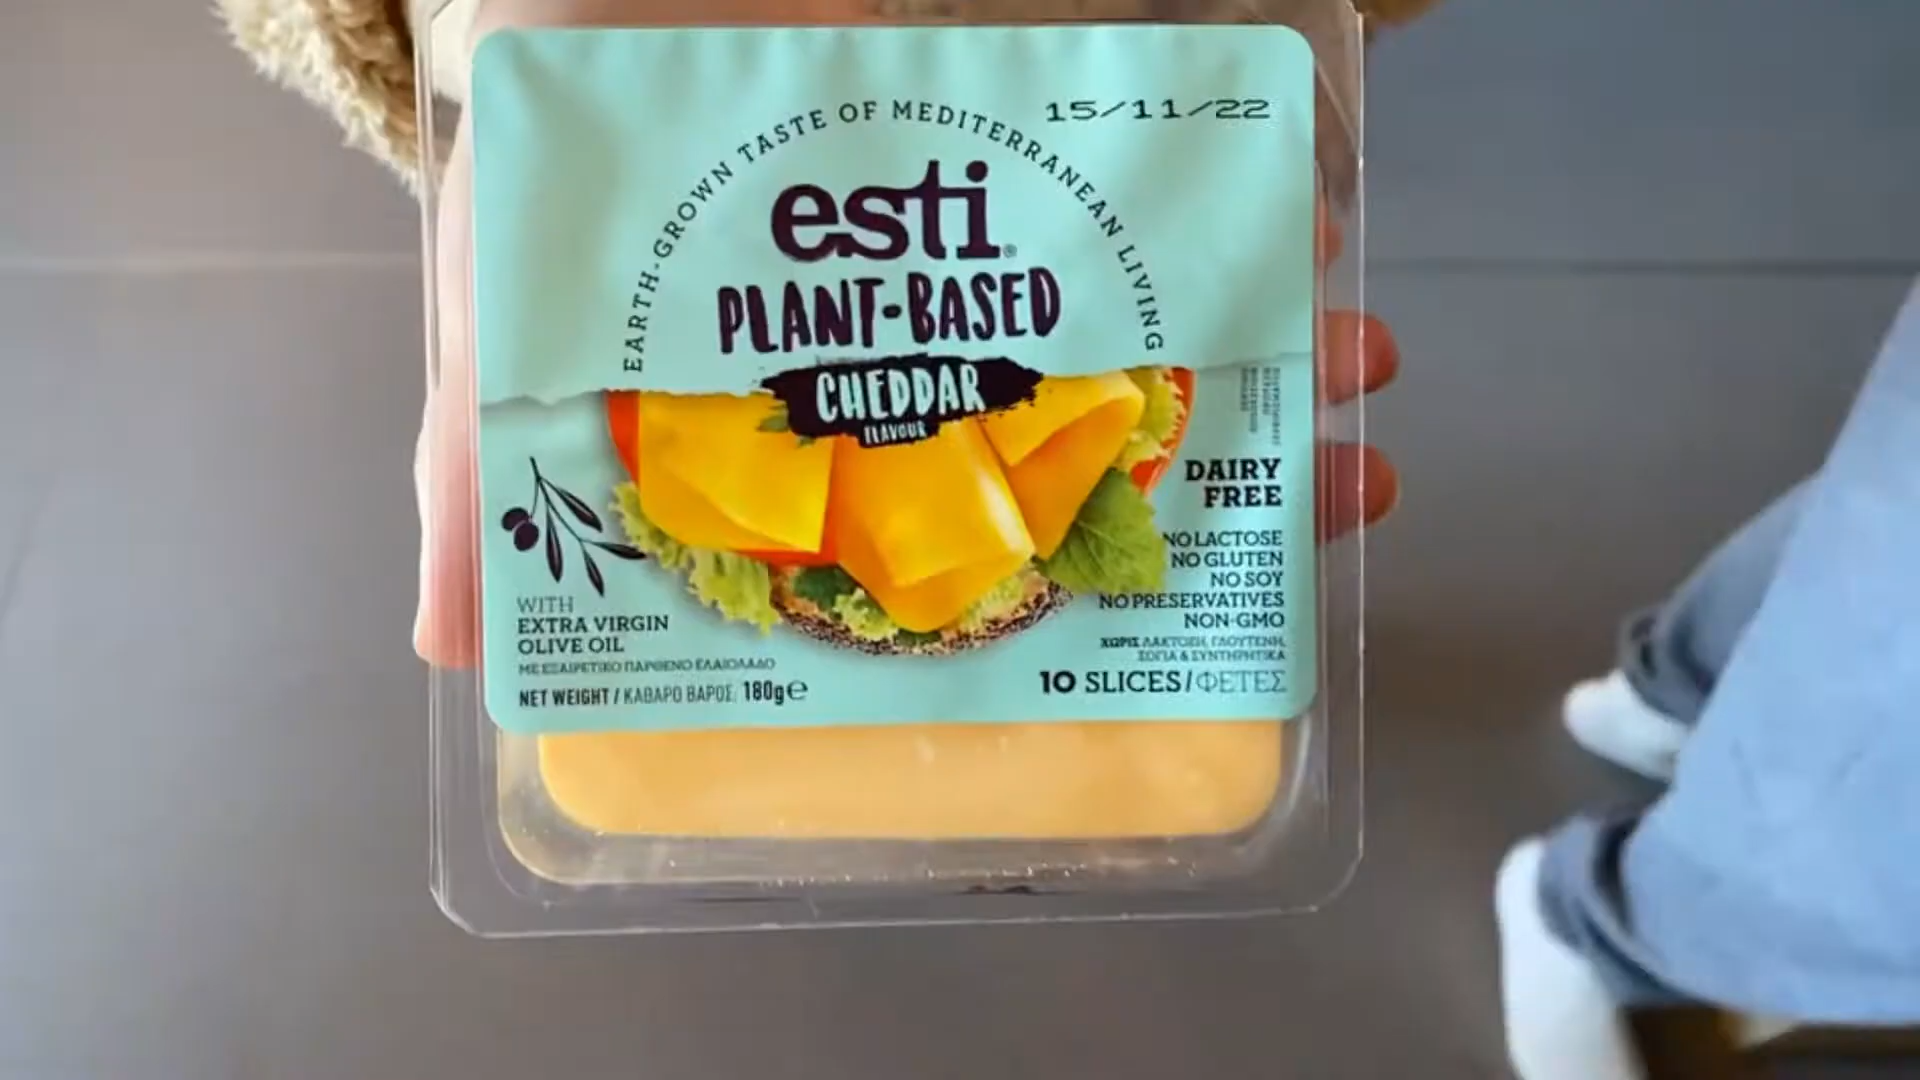 EARTH-GROWN TASTE OF MEDITERRANEAN LIVING
15/11/22
esti®
PLANT-BASED
CHEDDAR
FLAVOUR
DAIRY
FREE
NO LACTOSE
NO GLUTEN
NO SOY
NO PRESERVATIVES
NON-GMO
ΧΩΡΙΣ ΛΑΚΤΟΖΗ, ΓΛΟΥΤΕΝΗ,
ΣΟΓΙΑ & ΣΥΝΤΗΡΗΤΙΚΑ
10 SLICES/ΦΕΤΕΣ
WITH
EXTRA VIRGIN
OLIVE OIL
ΜΕ ΕΞΑΙΡΕΤΙΚΟ ΠΑΡΘΕΝΟ ΕΛΑΙΟΛΑΔΟ
NET WEIGHT / ΚΑΘΑΡΟ ΒΑΡΟΣ: 180g℮